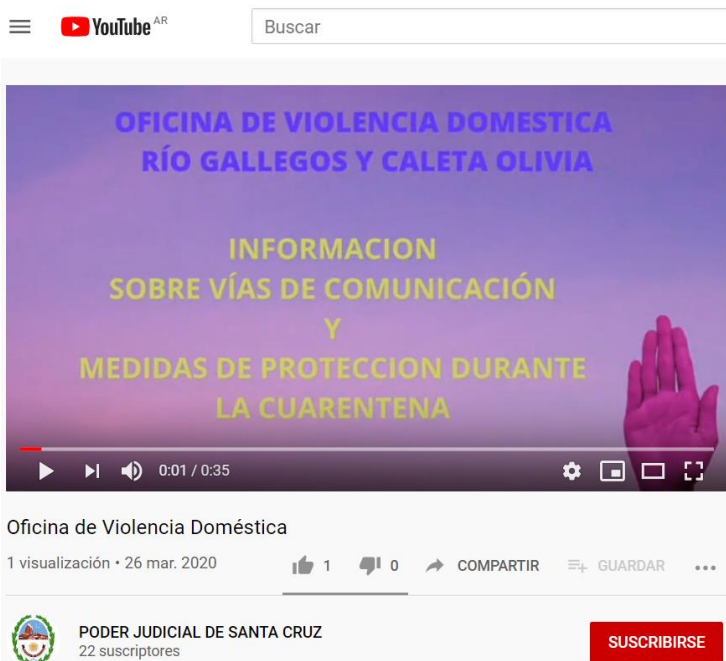 YouTube AR
Buscar
OFICINA DE VIOLENCIA DOMESTICA
RÍO GALLEGOS Y CALETA OLIVIA
INFORMACION
SOBRE VÍAS DE COMUNICACIÓN
Y
MEDIDAS DE PROTECCION DURANTE
LA CUARENTENA
0:01 / 0:35
Oficina de Violencia Doméstica
1 visualización • 26 mar. 2020 1 0 COMPARTIR GUARDAR
PODER JUDICIAL DE SANTA CRUZ
22 suscriptores
SUSCRIBIRSE